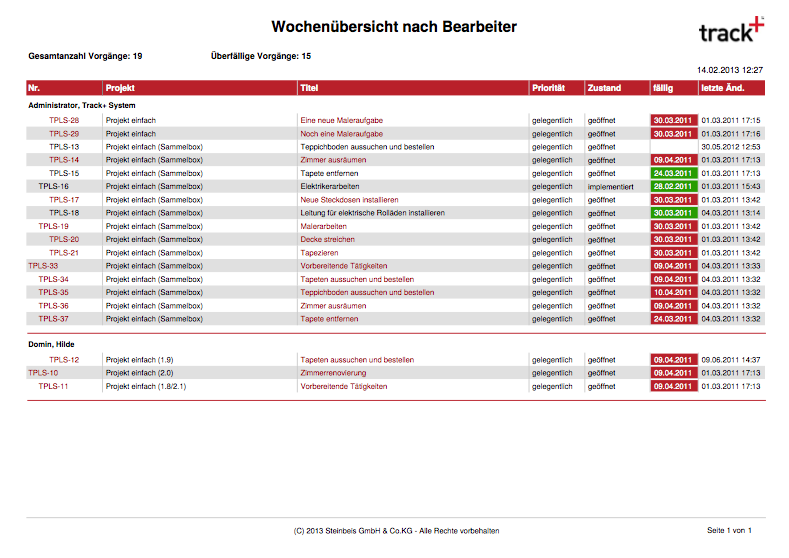 Wochenübersicht nach Bearbeiter
track+
Gesamtanzahl Vorgänge: 19 Überfällige Vorgänge: 15
14.02.2013 12:27
Nr. Projekt Titel Priorität Zustand fällig letzte Änd.
Administrator, Track+ System
TPLS-28 Projekt einfach Eine neue Maleraufgabe gelegentlich geöffnet 30.03.2011 01.03.2011 17:15
TPLS-29 Projekt einfach Noch eine Maleraufgabe gelegentlich geöffnet 30.03.2011 01.03.2011 17:16
TPLS-13 Projekt einfach (Sammelbox) Teppichboden aussuchen und bestellen gelegentlich geöffnet 30.05.2012 12:53
TPLS-14 Projekt einfach (Sammelbox) Zimmer ausräumen gelegentlich geöffnet 09.04.2011 01.03.2011 17:13
TPLS-15 Projekt einfach (Sammelbox) Tapete entfernen gelegentlich geöffnet 24.03.2011 01.03.2011 17:13
TPLS-16 Projekt einfach (Sammelbox) Elektrikerarbeiten gelegentlich implementiert 28.02.2011 01.03.2011 15:43
TPLS-17 Projekt einfach (Sammelbox) Neue Steckdosen installieren gelegentlich geöffnet 30.03.2011 01.03.2011 13:42
TPLS-18 Projekt einfach (Sammelbox) Leitung für elektrische Rolläden installieren gelegentlich geöffnet 30.03.2011 04.03.2011 13:14
TPLS-19 Projekt einfach (Sammelbox) Malerarbeiten gelegentlich geöffnet 30.03.2011 01.03.2011 13:42
TPLS-20 Projekt einfach (Sammelbox) Decke streichen gelegentlich geöffnet 30.03.2011 01.03.2011 13:42
TPLS-21 Projekt einfach (Sammelbox) Tapezieren gelegentlich geöffnet 30.03.2011 01.03.2011 13:42
TPLS-33 Projekt einfach (Sammelbox) Vorbereitende Tätigkeiten gelegentlich geöffnet 09.04.2011 04.03.2011 13:33
TPLS-34 Projekt einfach (Sammelbox) Tapeten aussuchen und bestellen gelegentlich geöffnet 09.04.2011 04.03.2011 13:32
TPLS-35 Projekt einfach (Sammelbox) Teppichboden aussuchen und bestellen gelegentlich geöffnet 10.04.2011 04.03.2011 13:32
TPLS-36 Projekt einfach (Sammelbox) Zimmer ausräumen gelegentlich geöffnet 09.04.2011 04.03.2011 13:32
TPLS-37 Projekt einfach (Sammelbox) Tapete entfernen gelegentlich geöffnet 24.03.2011 04.03.2011 13:32
Domin, Hilde
TPLS-12 Projekt einfach (1.9) Tapeten aussuchen und bestellen gelegentlich geöffnet 09.04.2011 09.06.2011 14:37
TPLS-10 Projekt einfach (2.0) Zimmerrenovierung gelegentlich geöffnet 09.04.2011 01.03.2011 17:13
TPLS-11 Projekt einfach (1.8/2.1) Vorbereitende Tätigkeiten gelegentlich geöffnet 09.04.2011 01.03.2011 17:13
(C) 2013 Steinbeis GmbH & Co.KG - Alle Rechte vorbehalten Seite 1 von 1